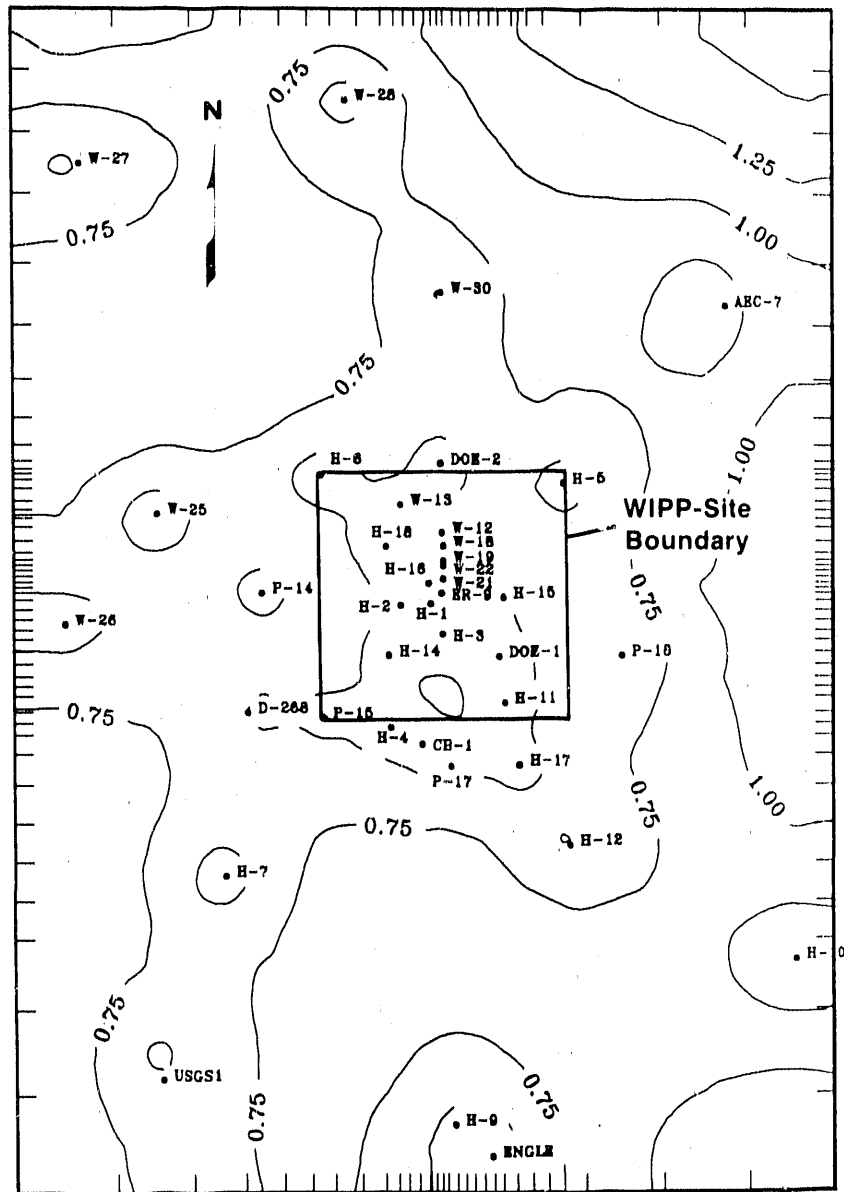 0.75
W-28
N
1.25
W-27
0.75
1.00
W-30
AEC-7
0.75
1.00
H-6
DOE-2
H-5
W-13
WIPP-Site
Boundary
W-25
W-12
H-18
W-18
W-19
H-16
W-22
W-21
P-14
ER-9
H-15
0.75
H-2
H-1
W-26
H-3
H-14
DOE-1
P-18
H-11
0.75
D-268
P-15
H-4
CB-1
H-17
P-17
1.00
0.75
0.75
H-12
H-7
0.75
USGS1
0.75
0.75
H-9
ENGLE